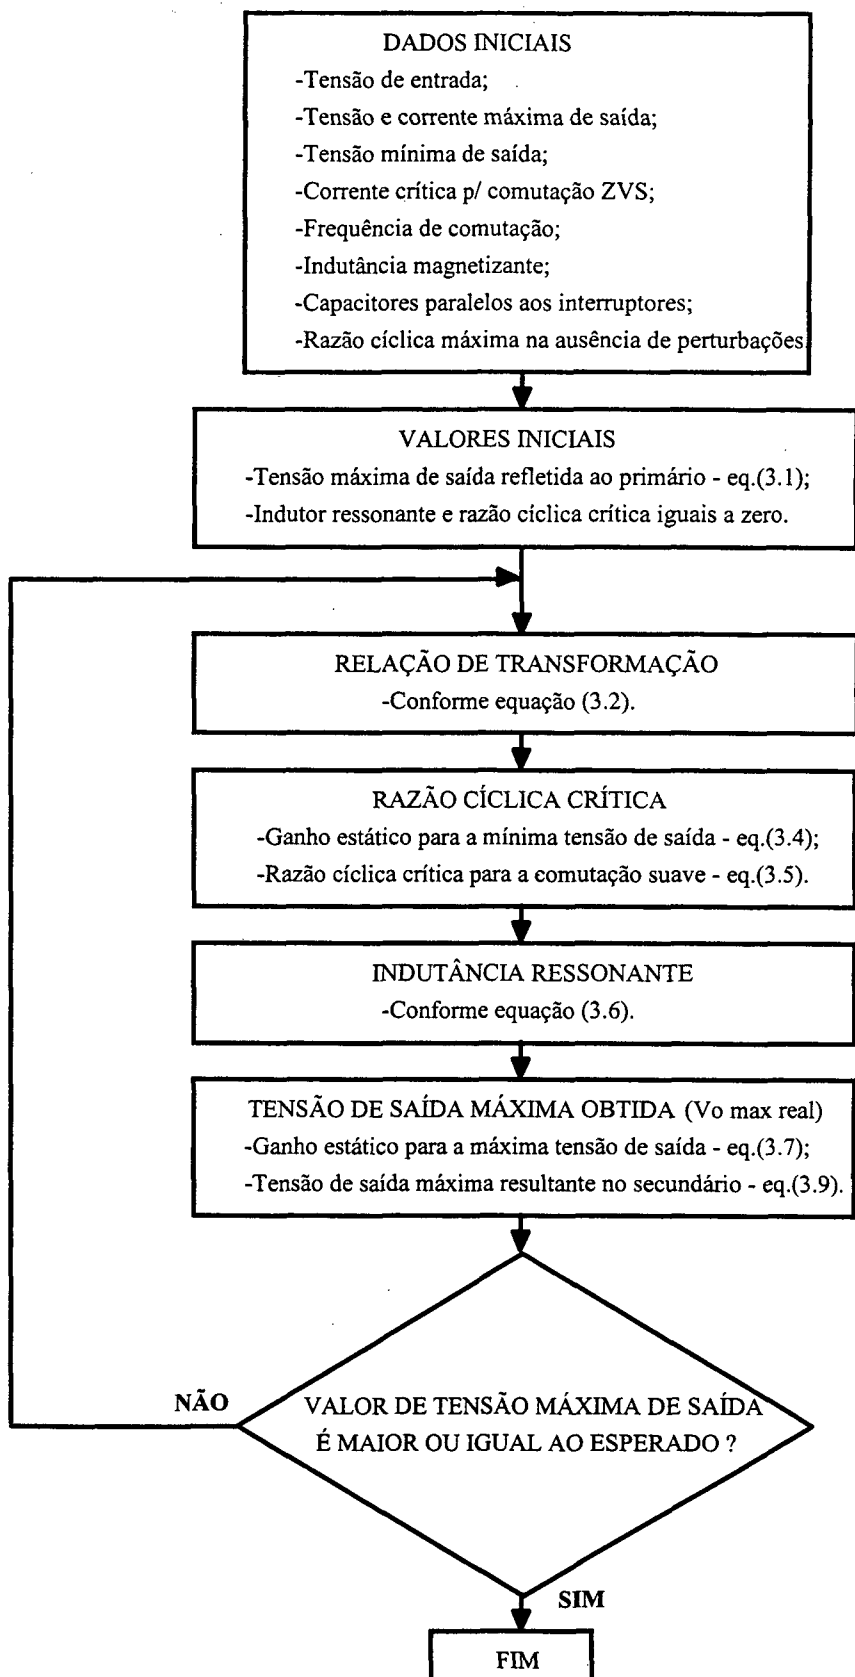 DADOS INICIAIS
-Tensão de entrada;
-Tensão e corrente máxima de saída;
-Tensão mínima de saída;
-Corrente crítica p/ comutação ZVS;
-Frequência de comutação;
-Indutância magnetizante;
-Capacitores paralelos aos interruptores;
-Razão cíclica máxima na ausência de perturbações
VALORES INICIAIS
-Tensão máxima de saída refletida ao primário - eq.(3.1);
-Indutor ressonante e razão cíclica crítica iguais a zero.
RELAÇÃO DE TRANSFORMAÇÃO
-Conforme equação (3.2).
RAZÃO CÍCLICA CRÍTICA
-Ganho estático para a mínima tensão de saída - eq.(3.4);
-Razão cíclica crítica para a comutação suave - eq.(3.5).
INDUTÂNCIA RESSONANTE
-Conforme equação (3.6).
TENSÃO DE SAÍDA MÁXIMA OBTIDA (Vo max real)
-Ganho estático para a máxima tensão de saída - eq.(3.7);
-Tensão de saída máxima resultante no secundário - eq.(3.9).
NÃO
VALOR DE TENSÃO MÁXIMA DE SAÍDA
É MAIOR OU IGUAL AO ESPERADO ?
SIM
FIM